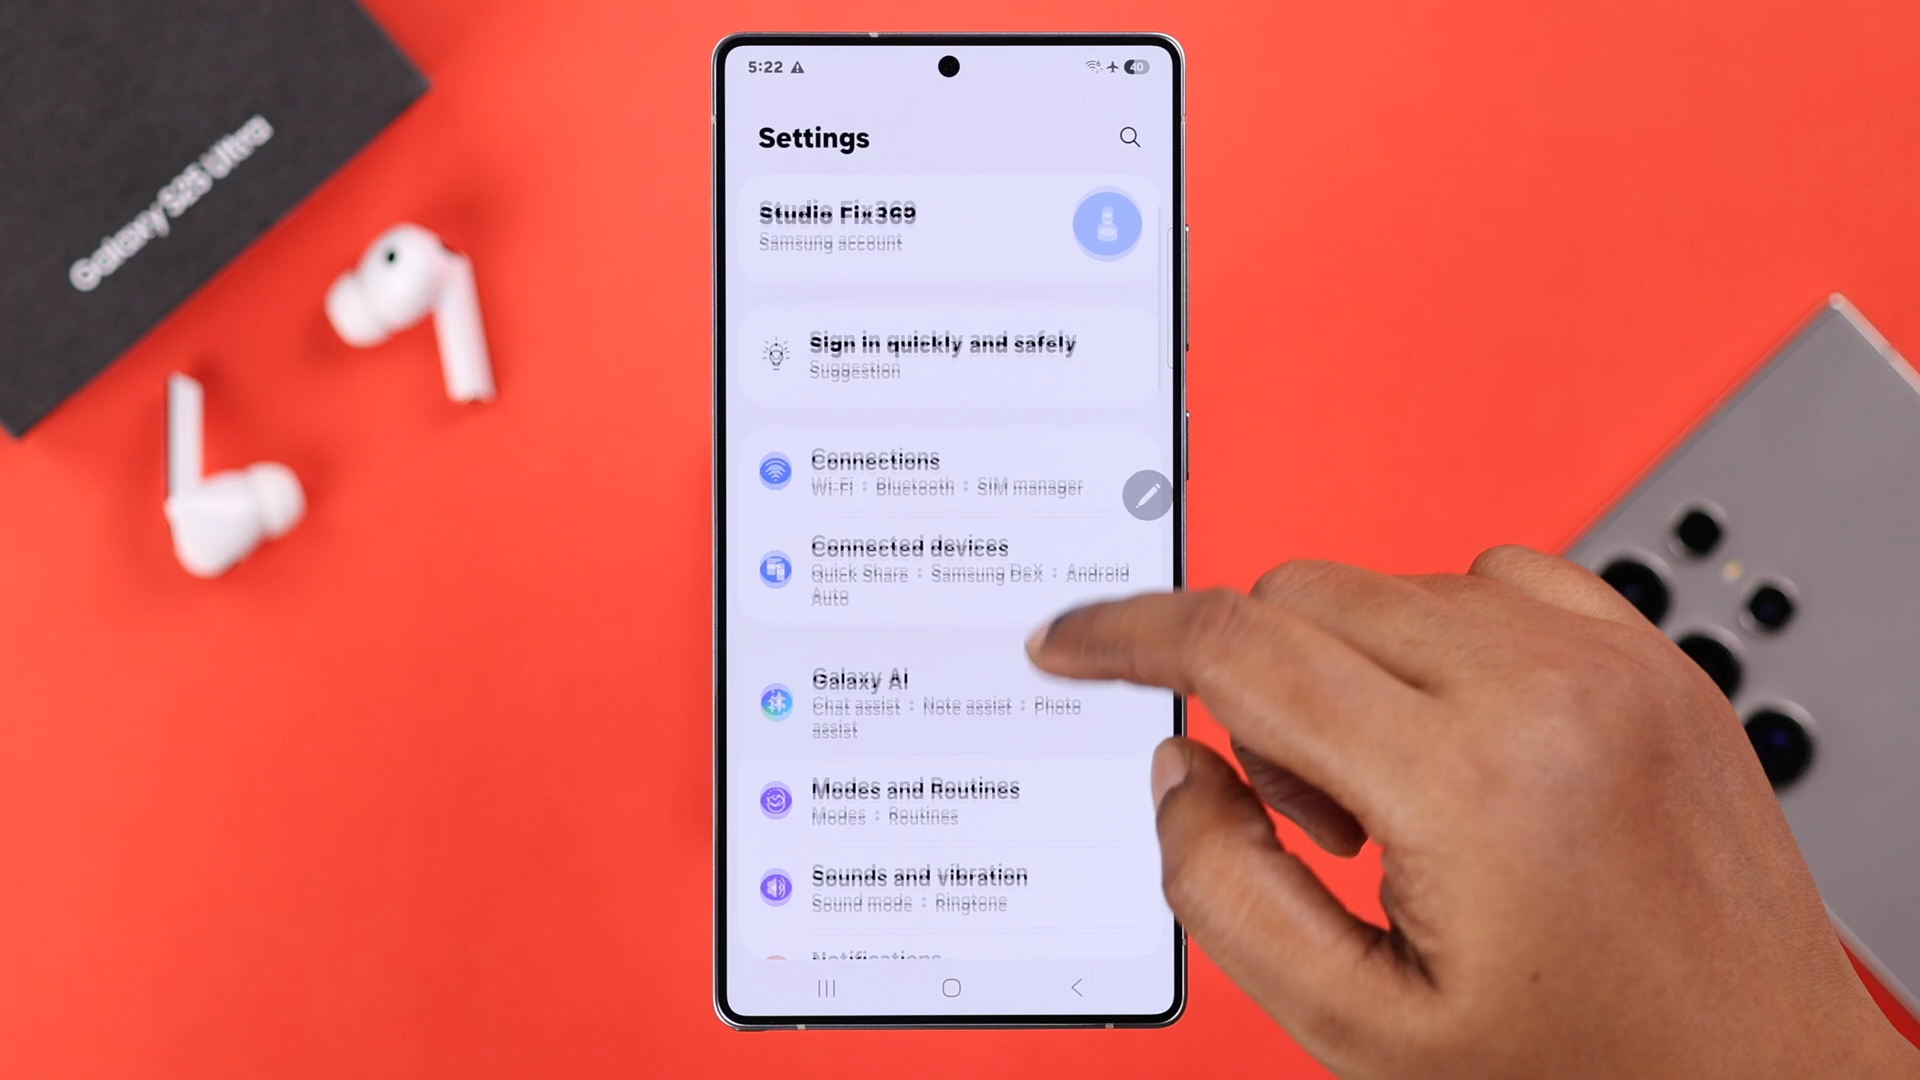 Galaxy S25 Ultra
5:22
40
Settings
Studio Fix369
Samsung account
Sign in quickly and safely
Suggestion
Connections
Wi-Fi • Bluetooth • SIM manager
Connected devices
Quick Share • Samsung DeX • Android
Auto
Galaxy AI
Chat assist • Note assist • Photo
assist
Modes and Routines
Modes • Routines
Sounds and vibration
Sound mode • Ringtone
Notifications